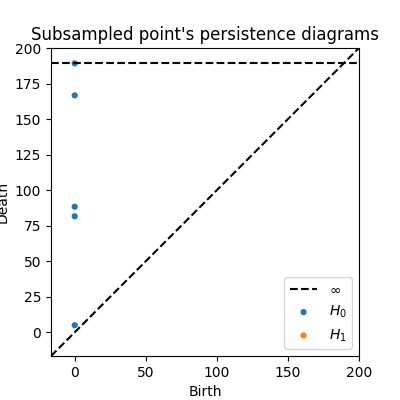 Subsampled point's persistence diagrams
200
175
150
125
100
75
50
25
0
Death
∞
H₀
H₁
0 50 100 150 200
Birth